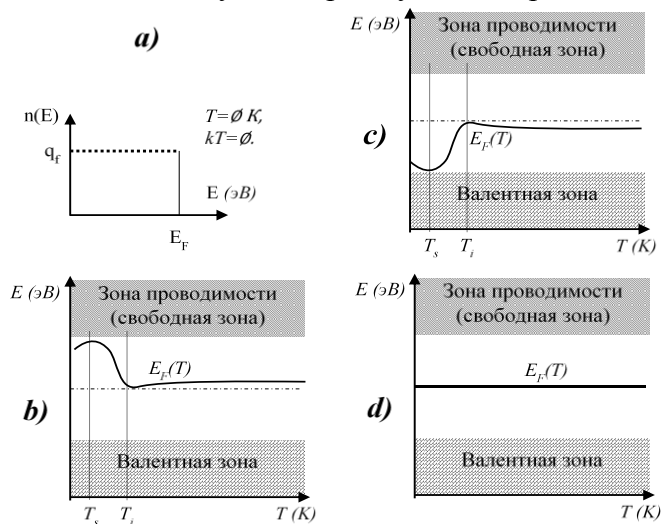 a)
n(E)
q_f
T=Ø K,
kT=Ø.
E (эВ)
E_F
E (эВ)
Зона проводимости
(свободная зона)
c)
E_F(T)
Валентная зона
T_s T_i T (K)
E (эВ)
Зона проводимости
(свободная зона)
b)
E_F(T)
Валентная зона
T_s T_i T (K)
E (эВ)
Зона проводимости
(свободная зона)
d)
E_F(T)
Валентная зона
T (K)